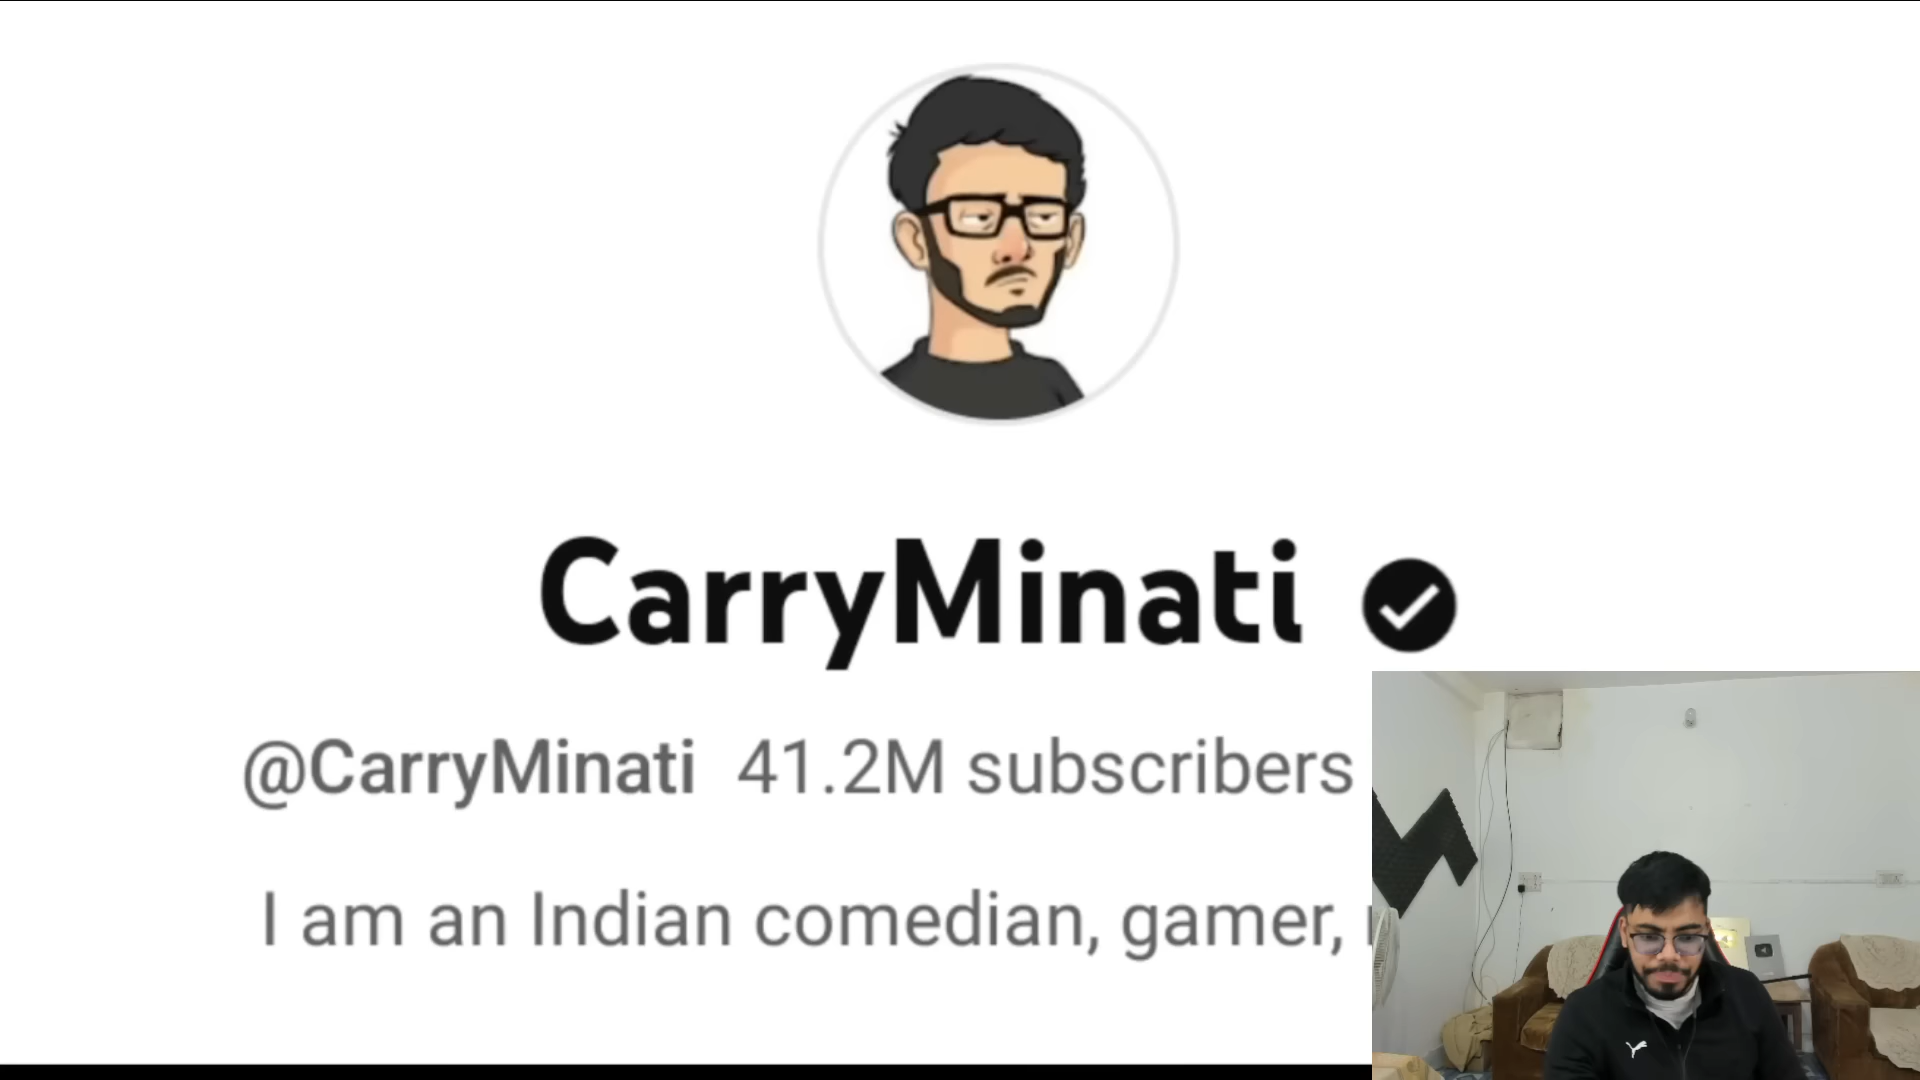 CarryMinati
@CarryMinati 41.2M subscribers
I am an Indian comedian, gamer,